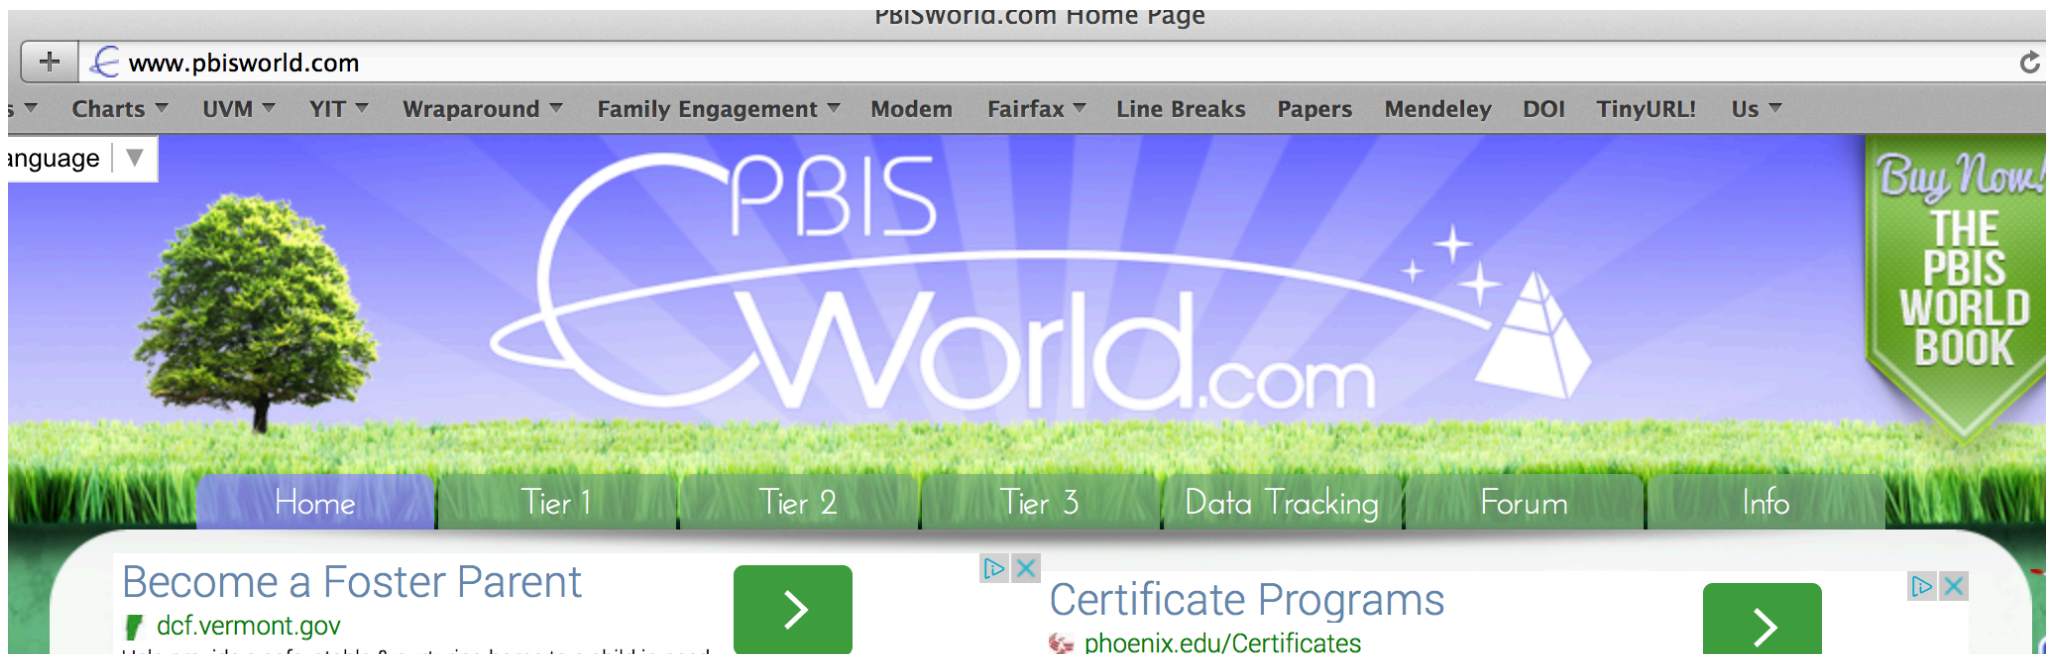 PBISWorld.com Home Page
+ www.pbisworld.com
Charts UVM YIT Wraparound Family Engagement Modem Fairfax Line Breaks Papers Mendeley DOI TinyURL! Us
anguage
PBIS
World.com
Buy Now!
THE
PBIS
WORLD
BOOK
Home Tier 1 Tier 2 Tier 3 Data Tracking Forum Info
Become a Foster Parent
dcf.vermont.gov
Certificate Programs
phoenix.edu/Certificates